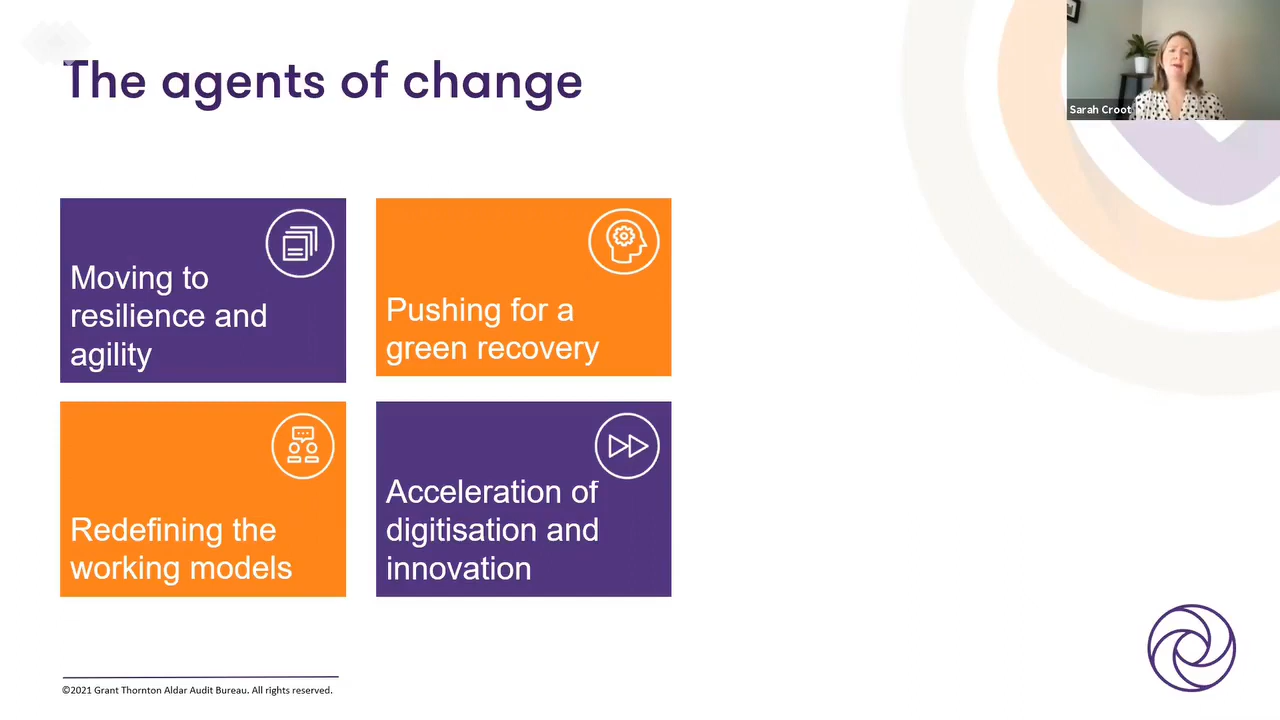 The agents of change
Sarah Croot
Moving to
resilience and
agility
Pushing for a
green recovery
Redefining the
working models
Acceleration of
digitisation and
innovation
©2021 Grant Thornton Aldar Audit Bureau. All rights reserved.